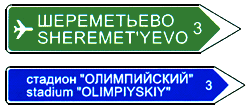 ШЕРЕМЕТЬЕВО
SHEREMET'YEVO
3
стадион "ОЛИМПИЙСКИЙ"
stadium "OLIMPIYSKIY"
3